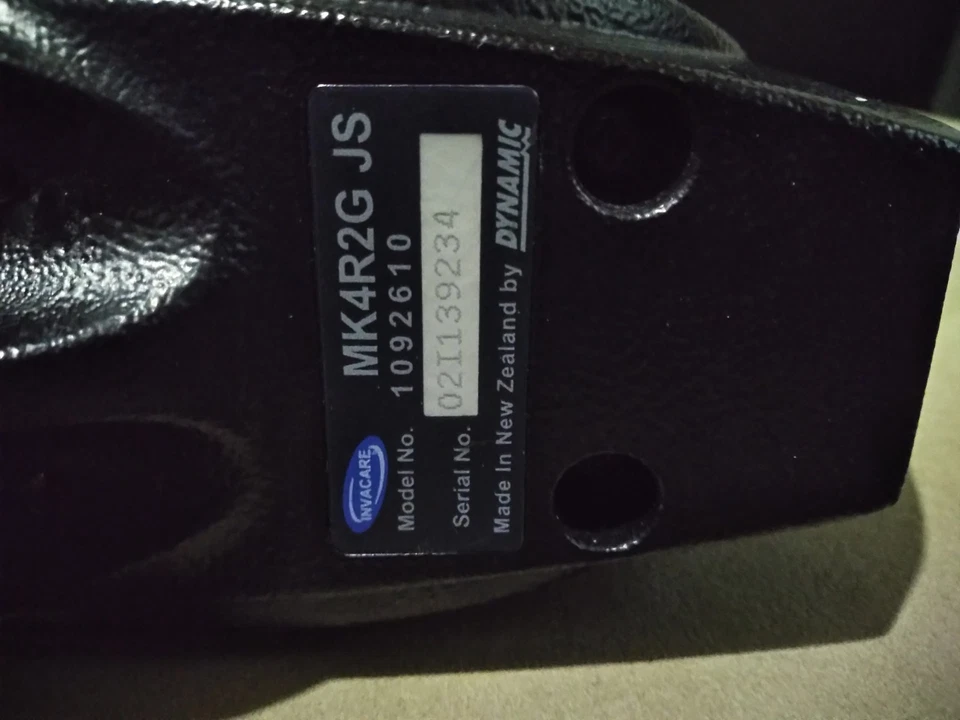 MK4R2G JS
INVACARE
Model No. 1092610
Serial No. 02I139234
Made In New Zealand by DYNAMIC